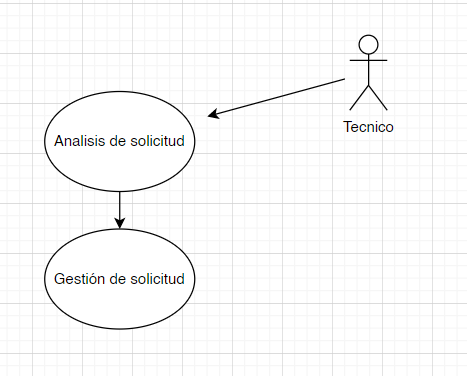 Tecnico
Analisis de solicitud
Gestión de solicitud